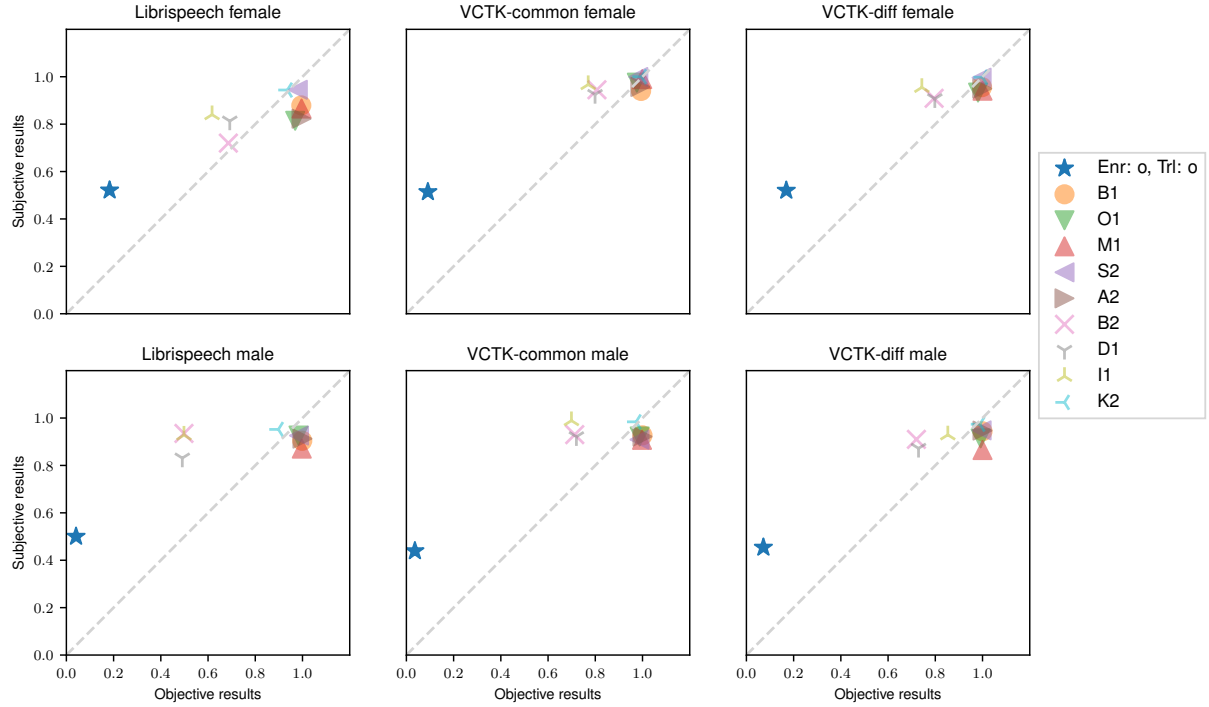 Librispeech female
VCTK-common female
VCTK-diff female
Subjective results
1.0
0.8
0.6
0.4
0.2
0.0
Enr: o, Trl: o
B1
O1
M1
S2
A2
B2
D1
I1
K2
Librispeech male
VCTK-common male
VCTK-diff male
Subjective results
1.0
0.8
0.6
0.4
0.2
0.0
0.0 0.2 0.4 0.6 0.8 1.0
0.0 0.2 0.4 0.6 0.8 1.0
0.0 0.2 0.4 0.6 0.8 1.0
Objective results
Objective results
Objective results